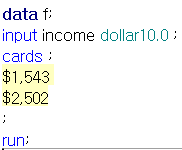 data f;
input income dollar10.0 ;
cards ;
$1,543
$2,502
;
run;